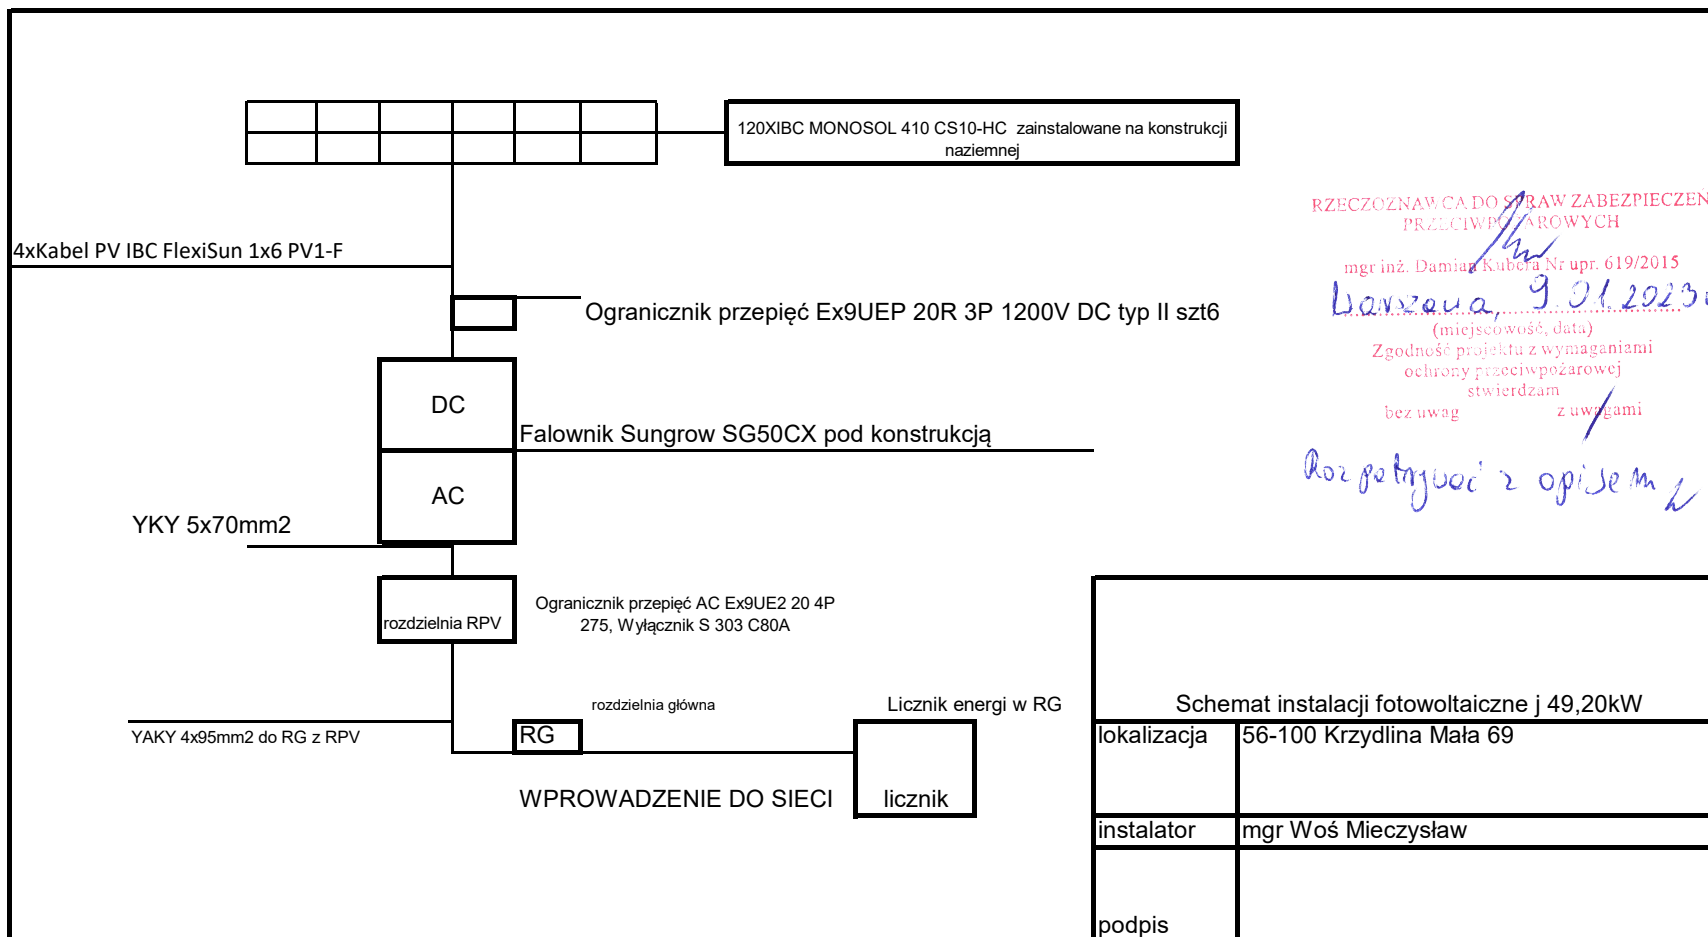 120XIBC MONOSOL 410 CS10-HC zainstalowane na konstrukcji
naziemnej
RZECZOZNAWCA DO SPRAW ZABEZPIECZEŃ
PRZECIWPOŻAROWYCH
mgr inż. Damian Kubera Nr upr. 619/2015
Warszawa, 9.01.2023
(miejscowość, data)
Zgodność projektu z wymaganiami
ochrony przeciwpożarowej
stwierdzam
bez uwag z uwagami
Rozpatrywać z opisem
4xKabel PV IBC FlexiSun 1x6 PV1-F
Ogranicznik przepięć Ex9UEP 20R 3P 1200V DC typ II szt6
DC
Falownik Sungrow SG50CX pod konstrukcją
AC
YKY 5x70mm2
rozdzielnia RPV
Ogranicznik przepięć AC Ex9UE2 20 4P
275, Wyłącznik S 303 C80A
rozdzielnia główna
Licznik energi w RG
YAKY 4x95mm2 do RG z RPV
RG
WPROWADZENIE DO SIECI
licznik
Schemat instalacji fotowoltaiczne j 49,20kW
lokalizacja 56-100 Krzydlina Mała 69
instalator mgr Woś Mieczysław
podpis